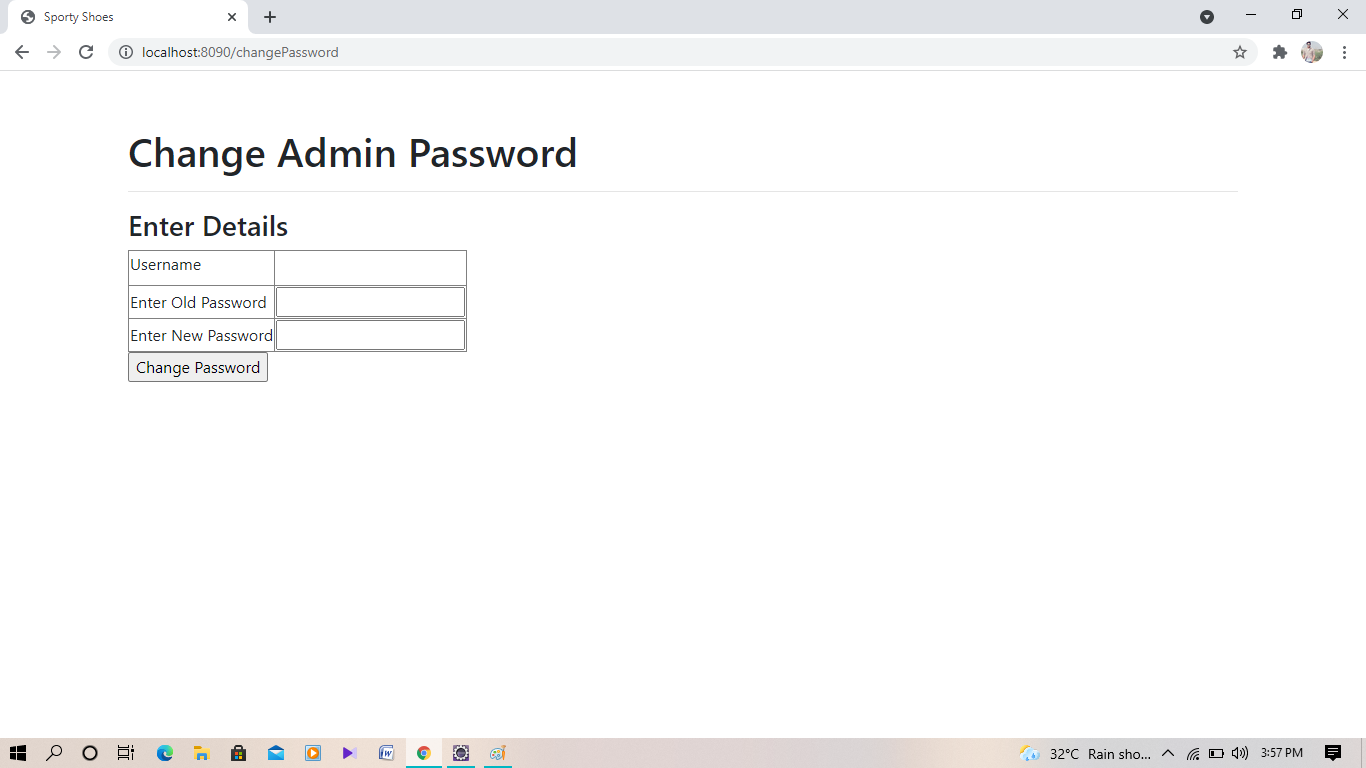 Sporty Shoes
localhost:8090/changePassword
Change Admin Password
Enter Details
Username
Enter Old Password
Enter New Password
Change Password
32°C Rain sho... 3:57 PM